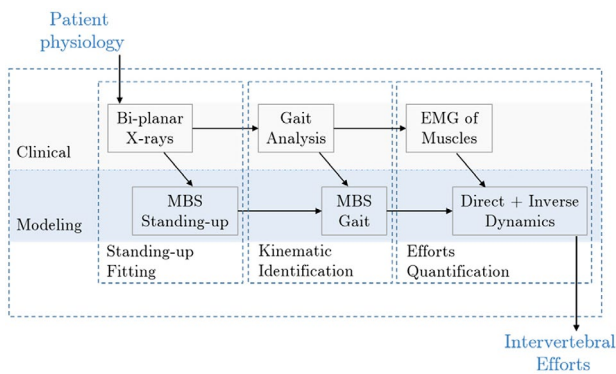 Patient
physiology
Bi-planar
X-rays
Gait
Analysis
EMG of
Muscles
Clinical
MBS
Standing-up
MBS
Gait
Direct + Inverse
Dynamics
Modeling
Standing-up
Fitting
Kinematic
Identification
Efforts
Quantification
Intervertebral
Efforts